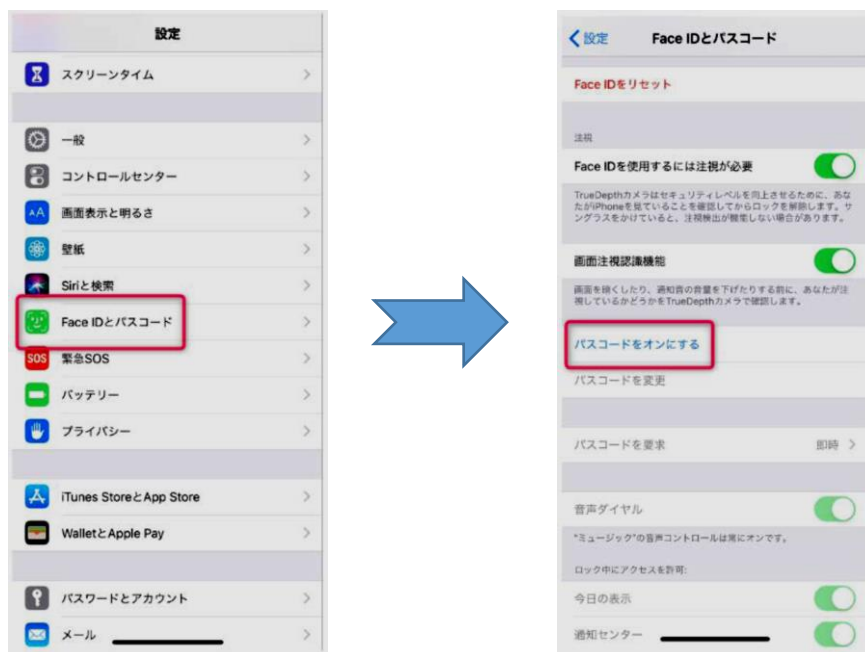 設定
スクリーンタイム
一般
コントロールセンター
画面表示と明るさ
壁紙
Siriと検索
Face IDとパスコード
SOS 緊急SOS
バッテリー
プライバシー
iTunes StoreとApp Store
WalletとApple Pay
パスワードとアカウント
メール
設定 Face IDとパスコード
Face IDをリセット
注視
Face IDを使用するには注視が必要
TrueDepthカメラはセキュリティレベルを向上させるために、あな
たがiPhoneを見ていることを確認してからロックを解除します。サ
ングラスをかけていると、注視検出が機能しない場合があります。
画面注視認識機能
画面を暗くしたり、通知音の音量を下げたりする前に、あなたが注
視しているかどうかをTrueDepthカメラで確認します。
パスコードをオンにする
パスコードを変更
パスコードを要求 即時
音声ダイヤル
"ミュージック"の音声コントロールは常にオンです。
ロック中にアクセスを許可:
今日の表示
通知センター